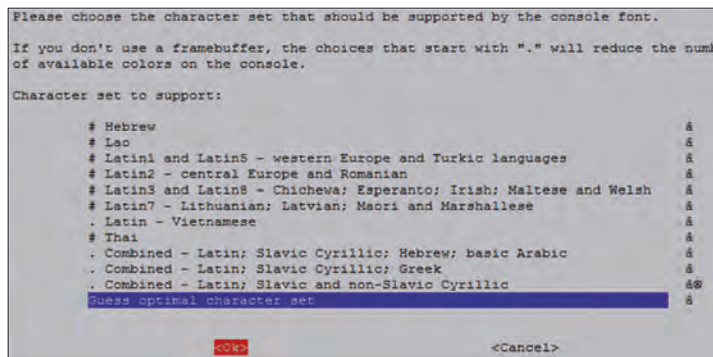 Please choose the character set that should be supported by the console font.
If you don't use a framebuffer, the choices that start with "." will reduce the
of available colors on the console.
Character set to support:
# Hebrew
# Lao
# Latin1 and Latin5 - western Europe and Turkic languages
# Latin2 - central Europe and Romanian
# Latin3 and Latin8 - Chichewa; Esperanto; Irish; Maltese and Welsh
# Latin7 - Lithuanian; Latvian; Maori and Marshallese
. Latin - Vietnamese
# Thai
. Combined - Latin; Slavic Cyrillic; Hebrew; basic Arabic
. Combined - Latin; Slavic Cyrillic; Greek
. Combined - Latin; Slavic and non-Slavic Cyrillic
Guess optimal character set
<Ok> <Cancel>